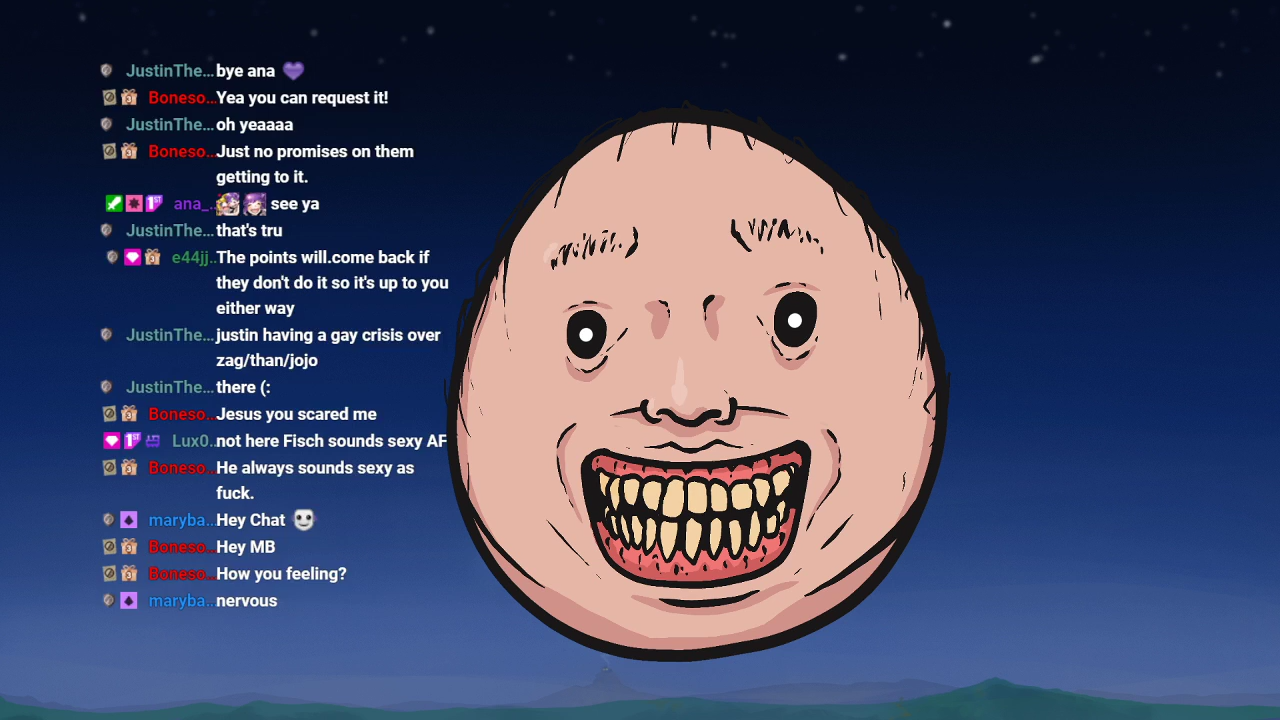 JustinThe... bye ana
Boneso... Yea you can request it!
JustinThe... oh yeaaaa
Boneso... Just no promises on them
getting to it.
ana_... see ya
JustinThe... that's tru
e44jj... The points will.come back if
they don't do it so it's up to you
either way
JustinThe... justin having a gay crisis over
zag/than/jojo
JustinThe... there (:
Boneso... Jesus you scared me
Lux0... not here Fisch sounds sexy AF
Boneso... He always sounds sexy as
fuck.
maryba... Hey Chat
Boneso... Hey MB
Boneso... How you feeling?
maryba... nervous